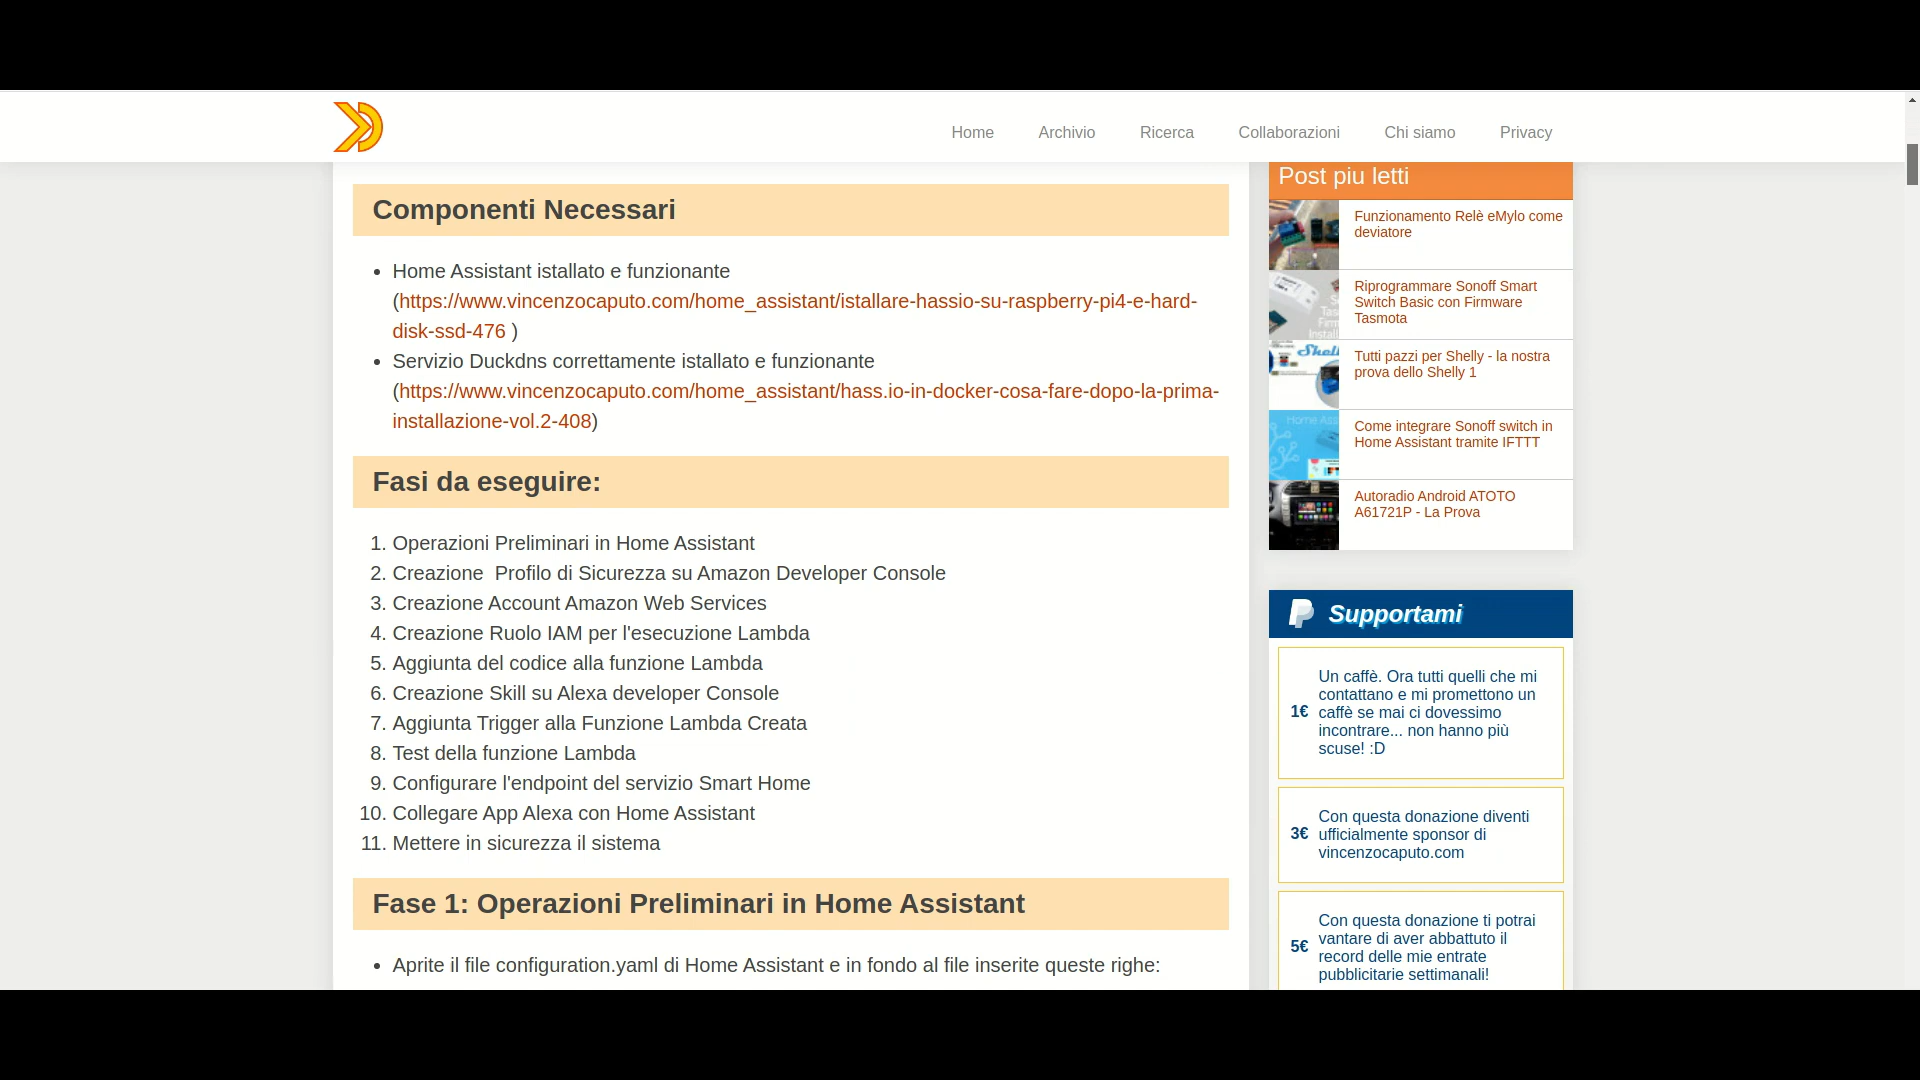 Home Archivio Ricerca Collaborazioni Chi siamo Privacy
Componenti Necessari
• Home Assistant istallato e funzionante
(https://www.vincenzocaputo.com/home_assistant/istallare-hassio-su-raspberry-pi4-e-hard-
disk-ssd-476 )
• Servizio Duckdns correttamente istallato e funzionante
(https://www.vincenzocaputo.com/home_assistant/hass.io-in-docker-cosa-fare-dopo-la-prima-
installazione-vol.2-408)
Fasi da eseguire:
1. Operazioni Preliminari in Home Assistant
2. Creazione  Profilo di Sicurezza su Amazon Developer Console
3. Creazione Account Amazon Web Services
4. Creazione Ruolo IAM per l'esecuzione Lambda
5. Aggiunta del codice alla funzione Lambda
6. Creazione Skill su Alexa developer Console
7. Aggiunta Trigger alla Funzione Lambda Creata
8. Test della funzione Lambda
9. Configurare l'endpoint del servizio Smart Home
10. Collegare App Alexa con Home Assistant
11. Mettere in sicurezza il sistema
Fase 1: Operazioni Preliminari in Home Assistant
• Aprite il file configuration.yaml di Home Assistant e in fondo al file inserite queste righe:
Post piu letti
Funzionamento Relè eMylo come
deviatore
Riprogrammare Sonoff Smart
Switch Basic con Firmware
Tasmota
Tutti pazzi per Shelly - la nostra
prova dello Shelly 1
Come integrare Sonoff switch in
Home Assistant tramite IFTTT
Autoradio Android ATOTO
A61721P - La Prova
Supportami
1€
Un caffè. Ora tutti quelli che mi
contattano e mi promettono un
caffè se mai ci dovessimo
incontrare... non hanno più
scuse! :D
3€
Con questa donazione diventi
ufficialmente sponsor di
vincenzocaputo.com
5€
Con questa donazione ti potrai
vantare di aver abbattuto il
record delle mie entrate
pubblicitarie settimanali!